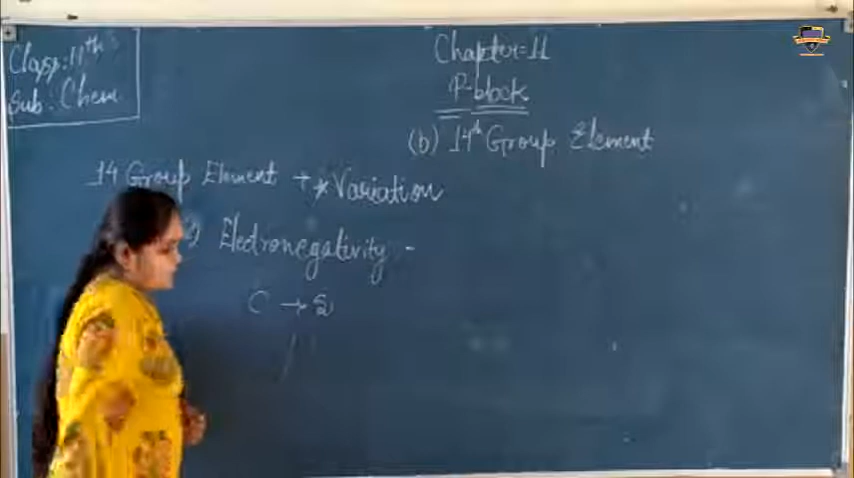 Class: 11th
Sub: Chem.
Chapter = 11
P-block
(b) 14th Group Element
14 Group Element → * Variation
Electronegativity -
C → Si